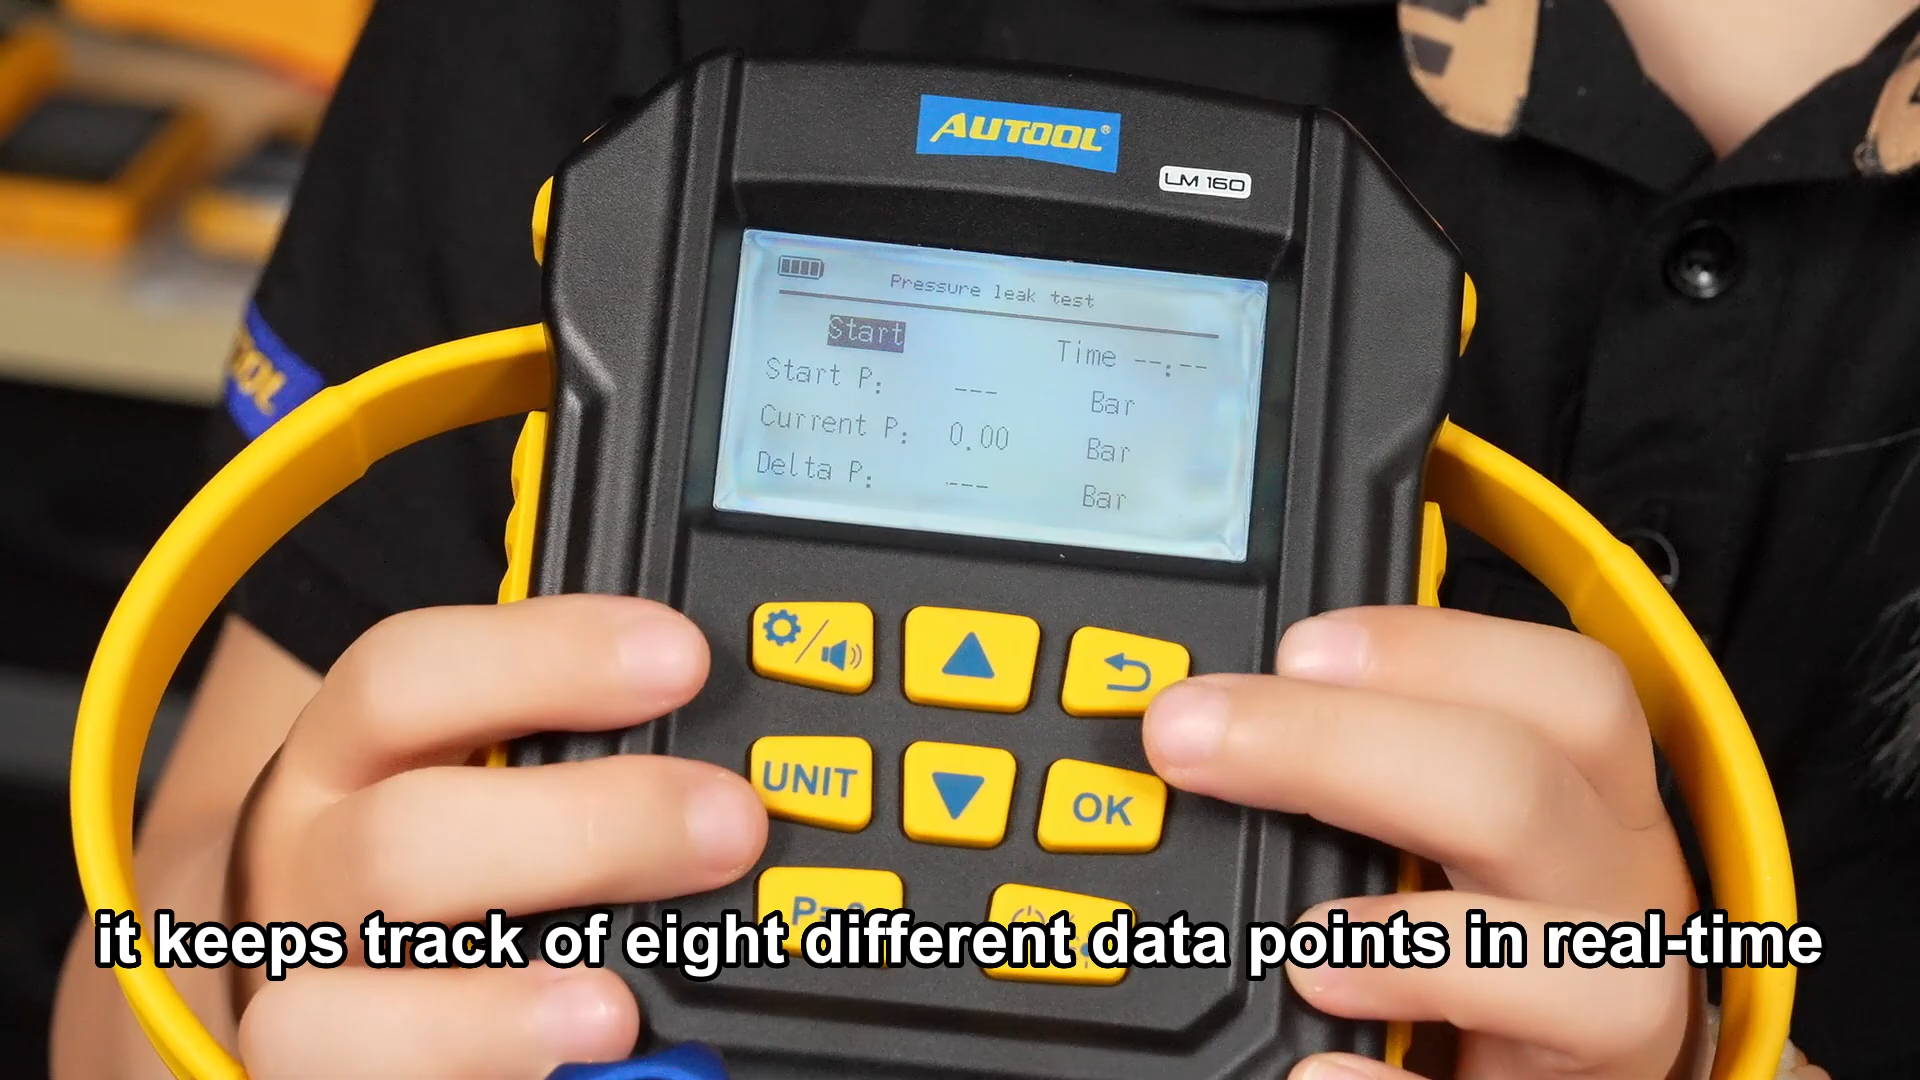 AUTOOL®
LM 160
Pressure leak test
Start
Time --:--
Start P: --- Bar
Current P: 0.00 Bar
Delta P: --- Bar
UNIT
OK
it keeps track of eight different data points in real-time